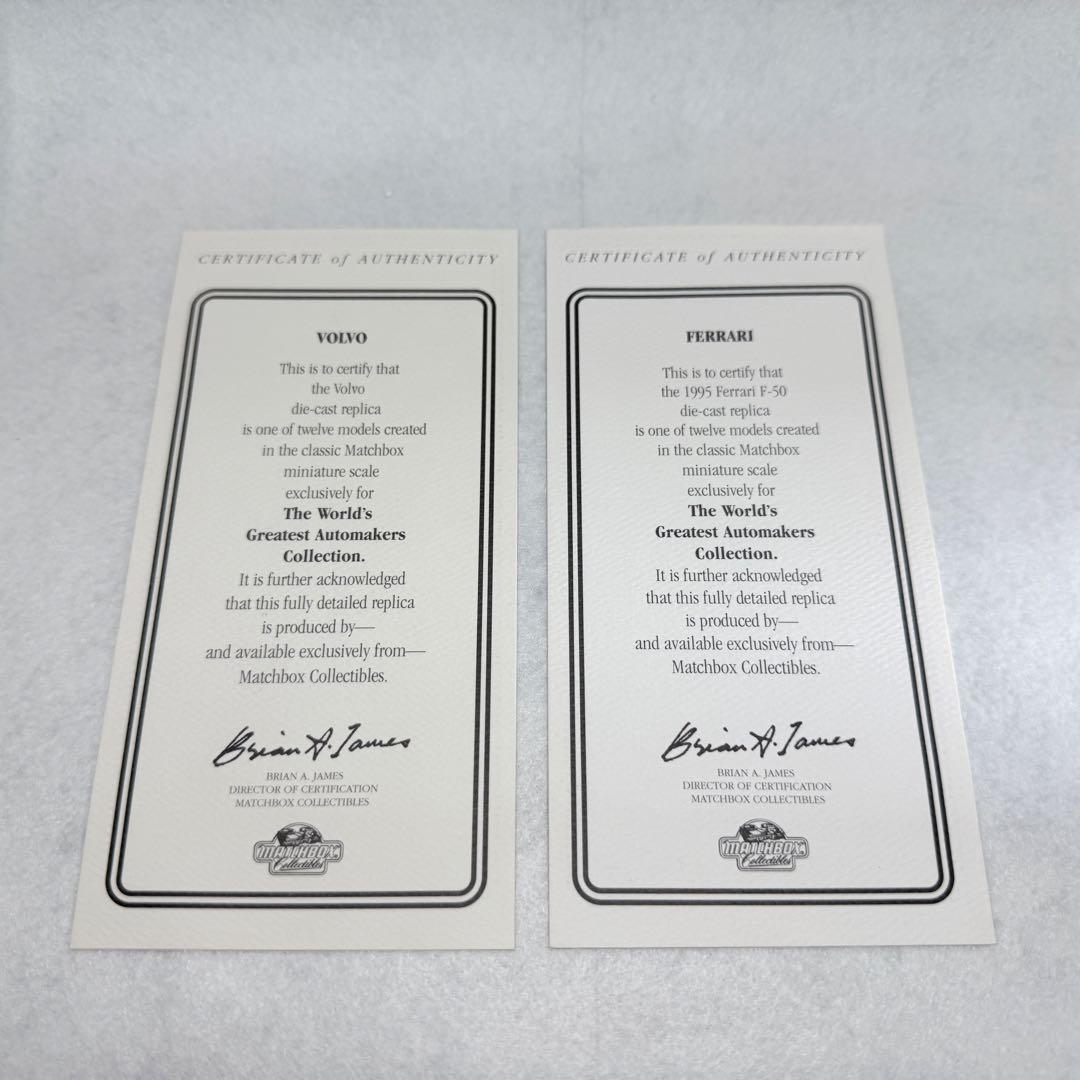 CERTIFICATE of AUTHENTICITY
VOLVO
This is to certify that
the Volvo
die-cast replica
is one of twelve models created
in the classic Matchbox
miniature scale
exclusively for
The World's
Greatest Automakers
Collection.
It is further acknowledged
that this fully detailed replica
is produced by—
and available exclusively from—
Matchbox Collectibles.
Brian A. James
BRIAN A. JAMES
DIRECTOR OF CERTIFICATION
MATCHBOX COLLECTIBLES
MATCHBOX
Collectibles
CERTIFICATE of AUTHENTICITY
FERRARI
This is to certify that
the 1995 Ferrari F-50
die-cast replica
is one of twelve models created
in the classic Matchbox
miniature scale
exclusively for
The World's
Greatest Automakers
Collection.
It is further acknowledged
that this fully detailed replica
is produced by—
and available exclusively from—
Matchbox Collectibles.
Brian A. James
BRIAN A. JAMES
DIRECTOR OF CERTIFICATION
MATCHBOX COLLECTIBLES
MATCHBOX
Collectibles